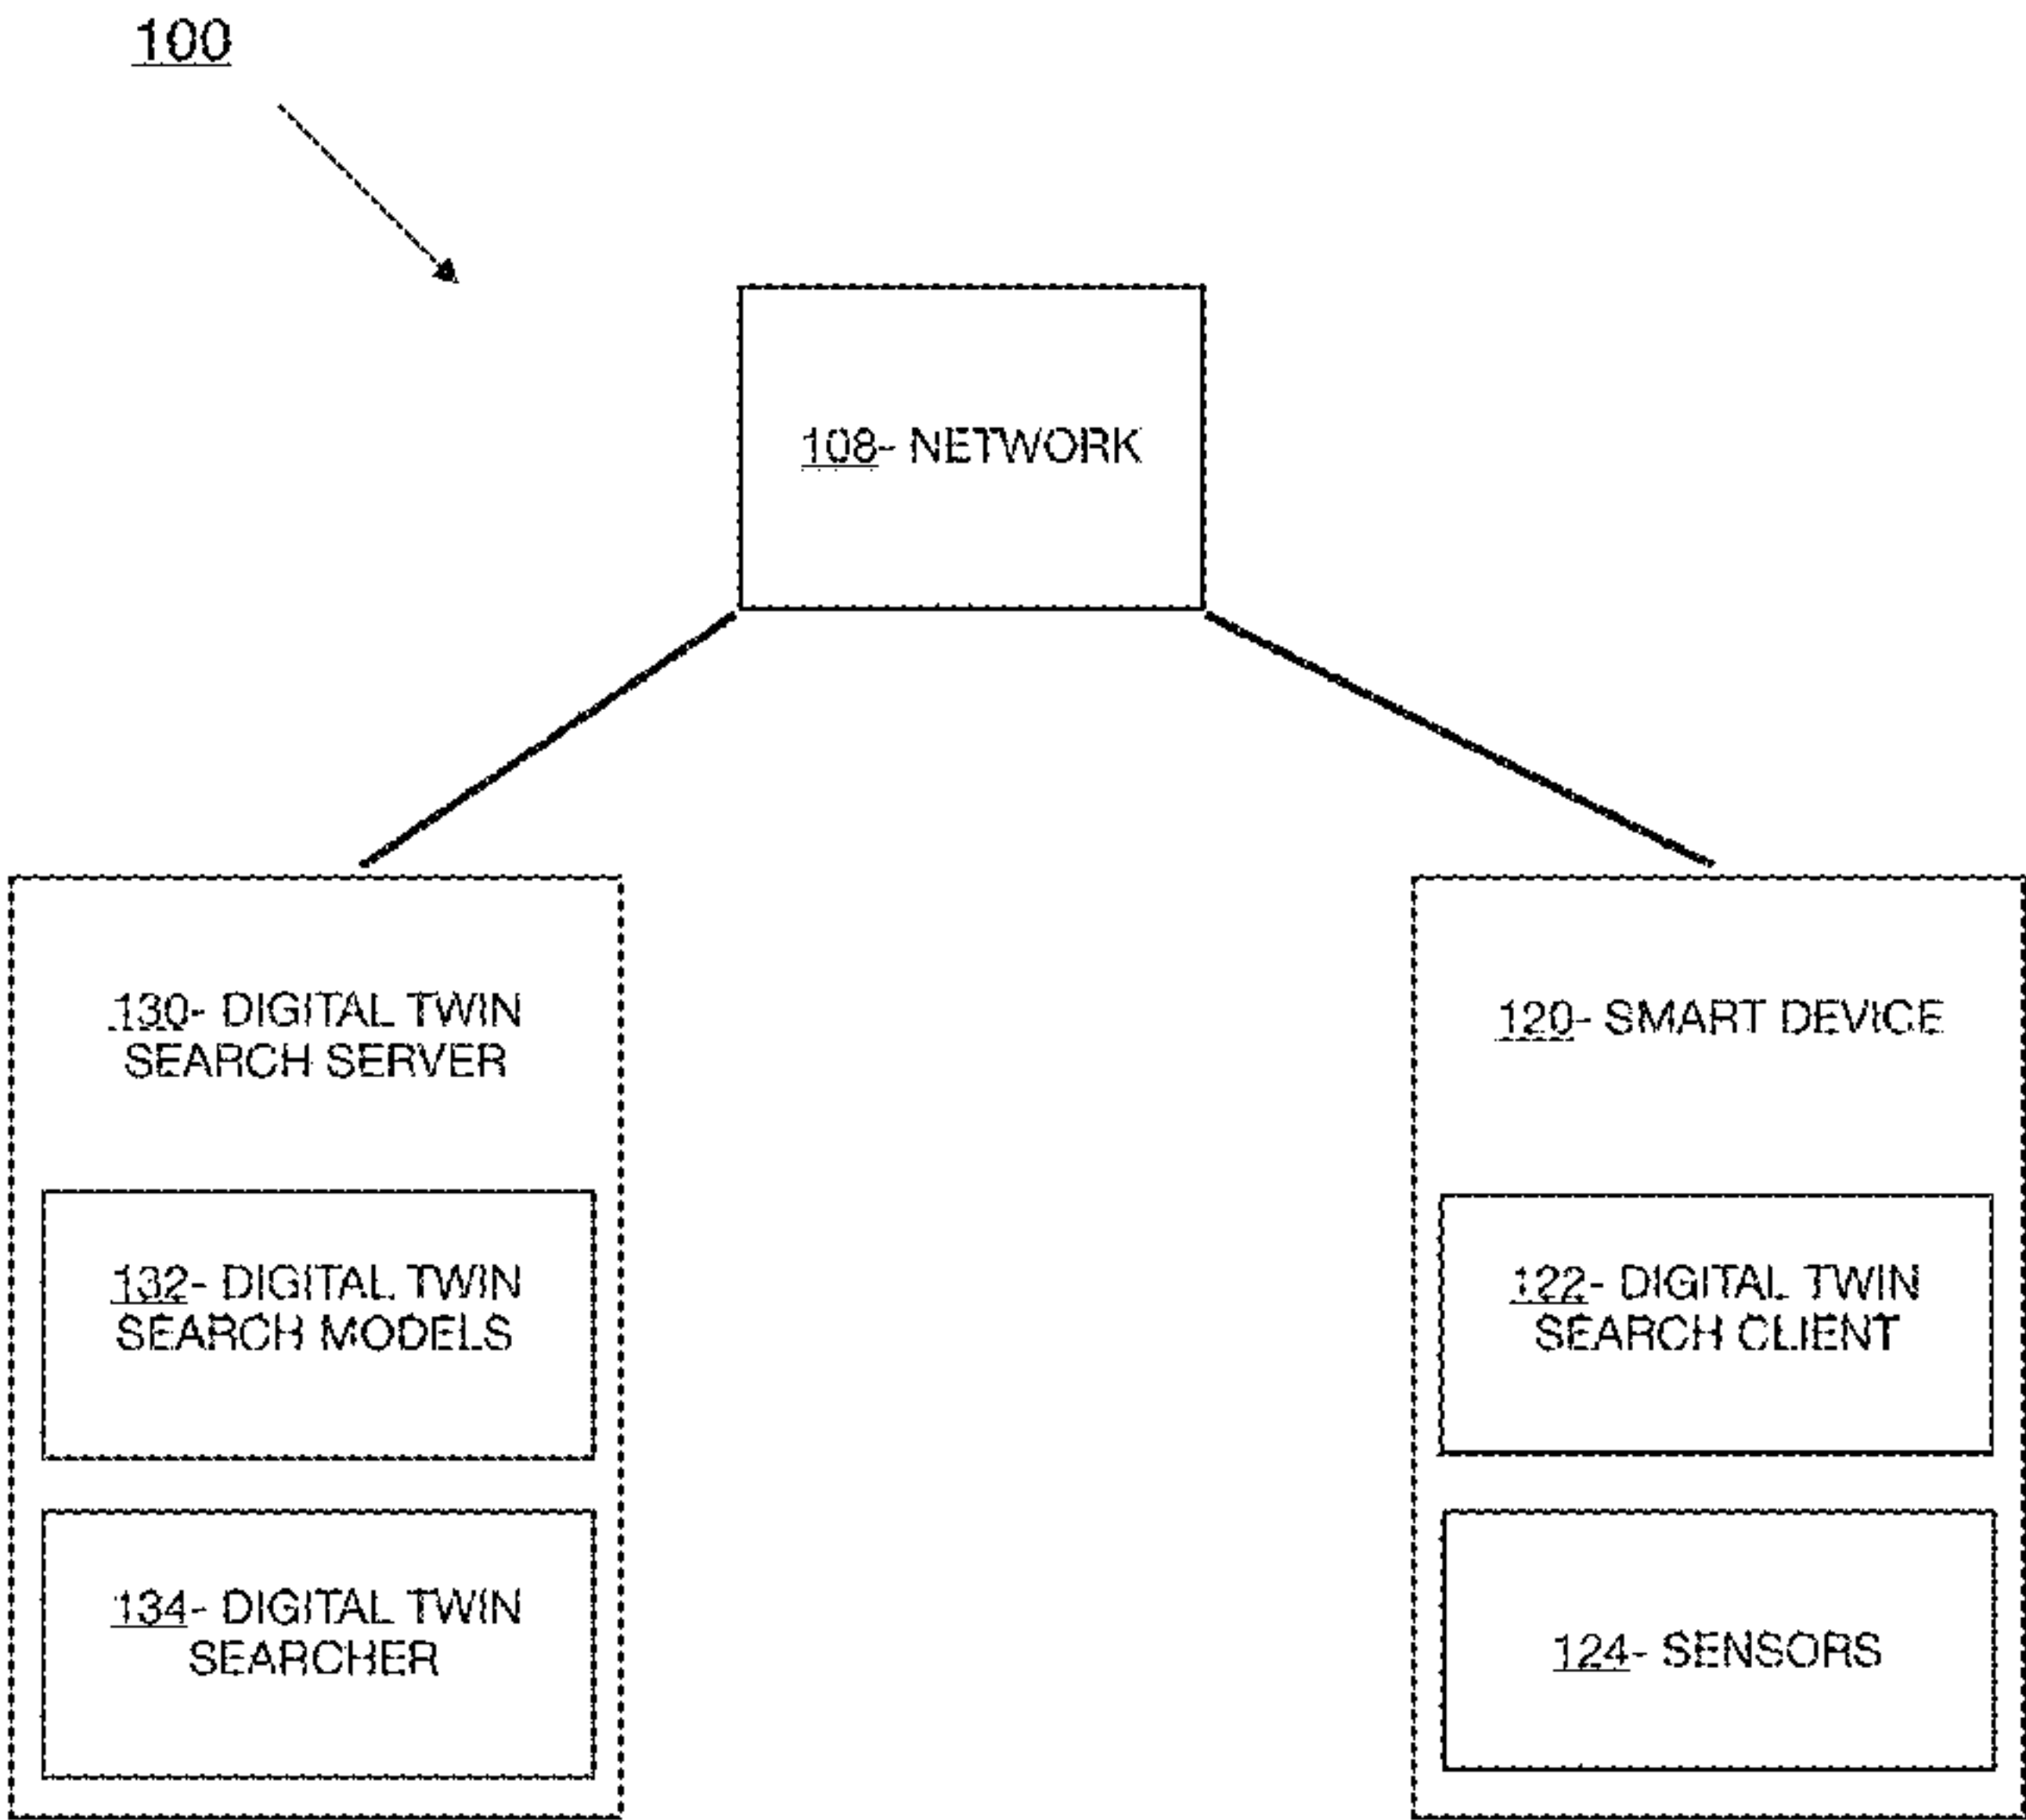 100
108- NETWORK
130- DIGITAL TWIN
SEARCH SERVER
132- DIGITAL TWIN
SEARCH MODELS
134- DIGITAL TWIN
SEARCHER
120- SMART DEVICE
122- DIGITAL TWIN
SEARCH CLIENT
124- SENSORS